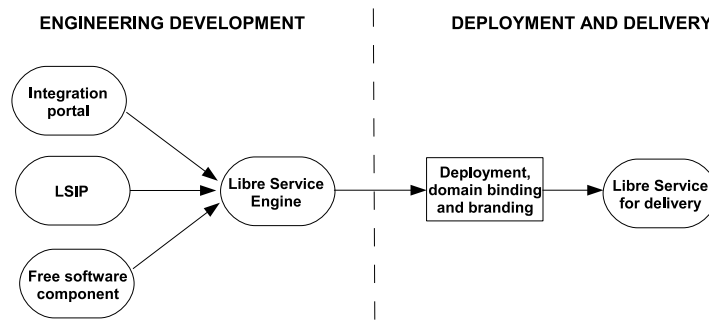 ENGINEERING DEVELOPMENT
DEPLOYMENT AND DELIVERY
Integration
portal
LSIP
Free software
component
Libre Service
Engine
Deployment,
domain binding
and branding
Libre Service
for delivery